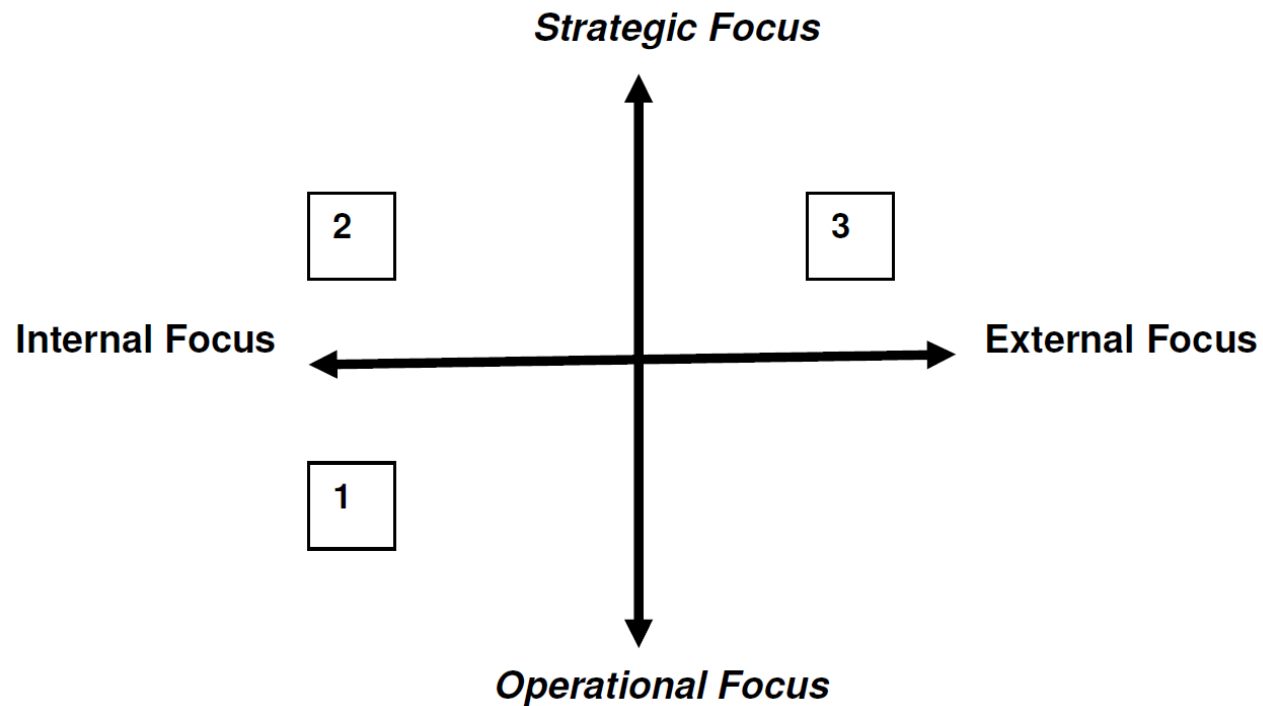 Strategic Focus
2
3
Internal Focus
External Focus
1
Operational Focus